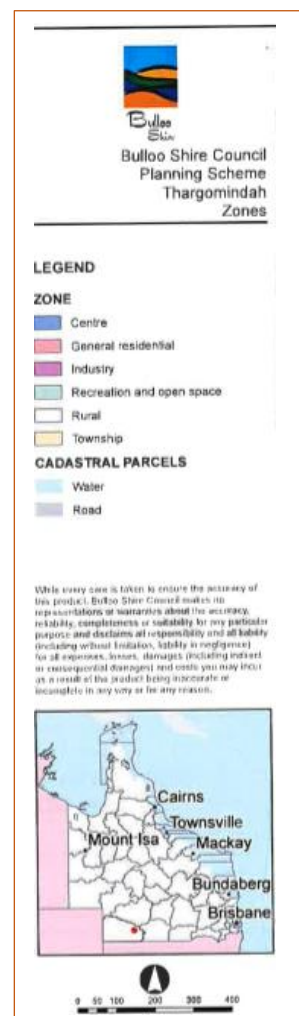 Bulloo
Shire
Bulloo Shire Council
Planning Scheme
Thargomindah
Zones
LEGEND
ZONE
Centre
General residential
Industry
Recreation and open space
Rural
Township
CADASTRAL PARCELS
Water
Road
While every care is taken to ensure the accuracy of
this product, Bulloo Shire Council makes no
representations or warranties about the accuracy,
reliability, completeness or suitability for any particular
purpose and disclaims all responsibility and all liability
(including without limitation, liability in negligence)
for all expenses, losses, damages (including indirect
or consequential damages) and costs you may incur
as a result of the product being inaccurate or
incomplete in any way or for any reason.
Cairns
Townsville
Mount Isa
Mackay
Bundaberg
Brisbane
0 50 100 200 300 400